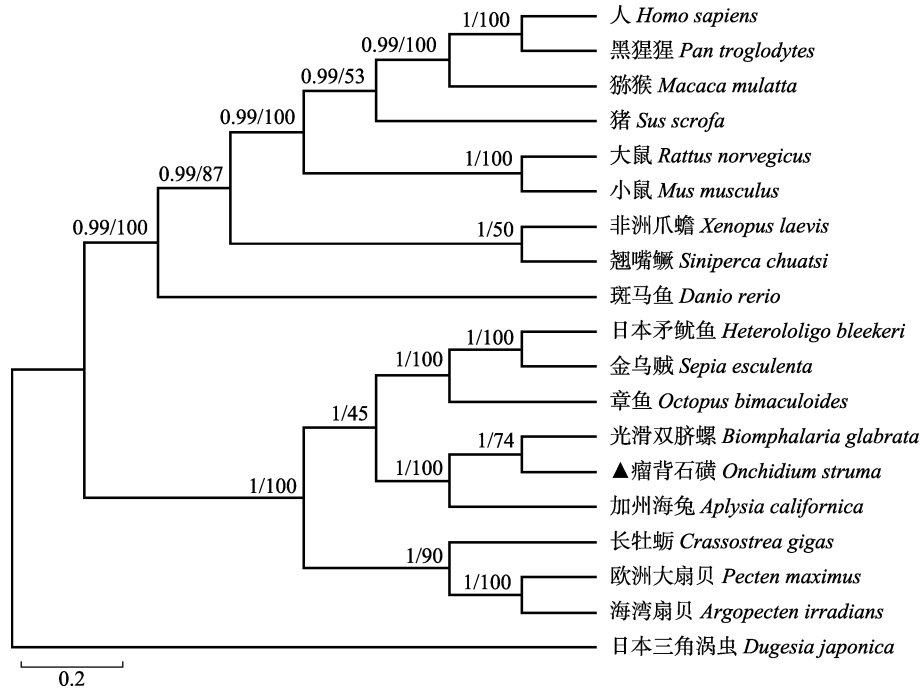 1/100 人 Homo sapiens
0.99/100 黑猩猩 Pan troglodytes
0.99/53 猕猴 Macaca mulatta
0.99/100 猪 Sus scrofa
1/100 大鼠 Rattus norvegicus
0.99/87 小鼠 Mus musculus
1/50 非洲爪蟾 Xenopus laevis
0.99/100 翘嘴鳜 Siniperca chuatsi
斑马鱼 Danio rerio
1/100 日本矛鱿鱼 Heterololigo bleekeri
1/100 金乌贼 Sepia esculenta
章鱼 Octopus bimaculoides
1/45 1/74 光滑双脐螺 Biomphalaria glabrata
1/100 ▲瘤背石磺 Onchidium struma
1/100 加州海兔 Aplysia californica
1/90 长牡蛎 Crassostrea gigas
1/100 欧洲大扇贝 Pecten maximus
海湾扇贝 Argopecten irradians
日本三角涡虫 Dugesia japonica
0.2